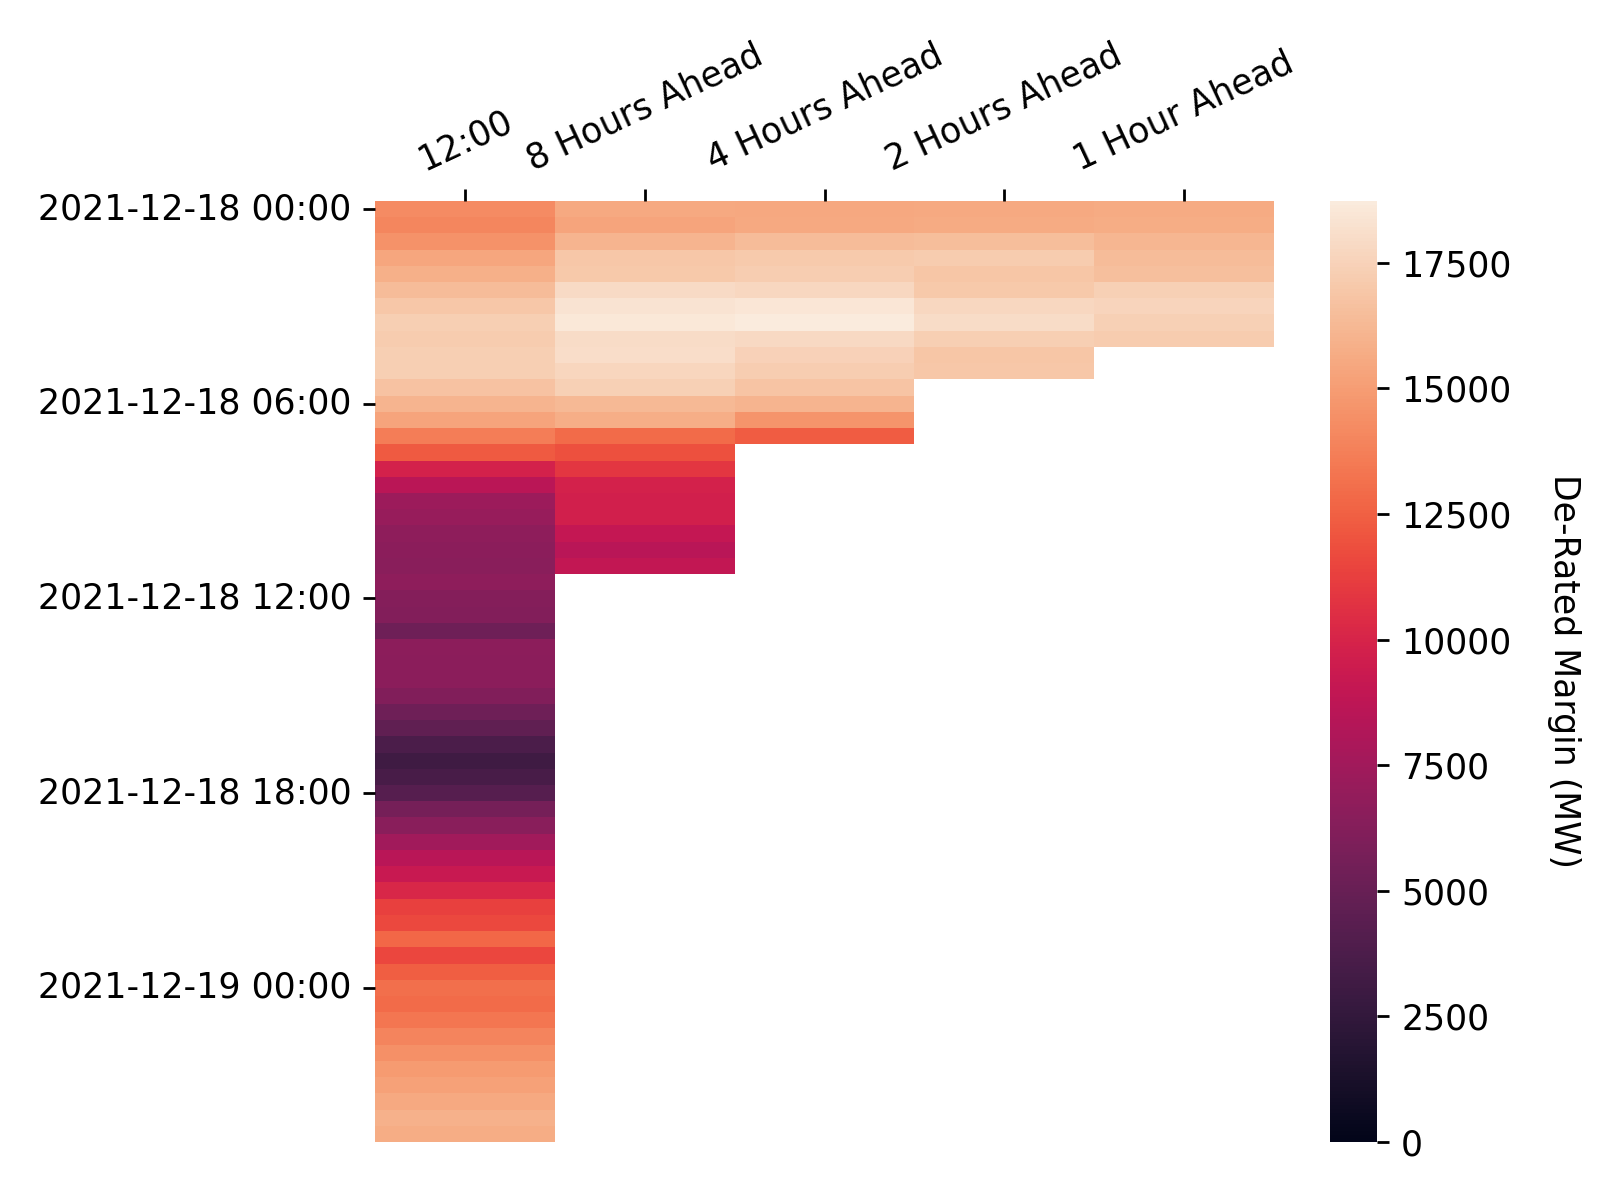 12:00
8 Hours Ahead
4 Hours Ahead
2 Hours Ahead
1 Hour Ahead
2021-12-18 00:00
2021-12-18 06:00
2021-12-18 12:00
2021-12-18 18:00
2021-12-19 00:00
17500
15000
12500
10000
7500
5000
2500
0
De-Rated Margin (MW)